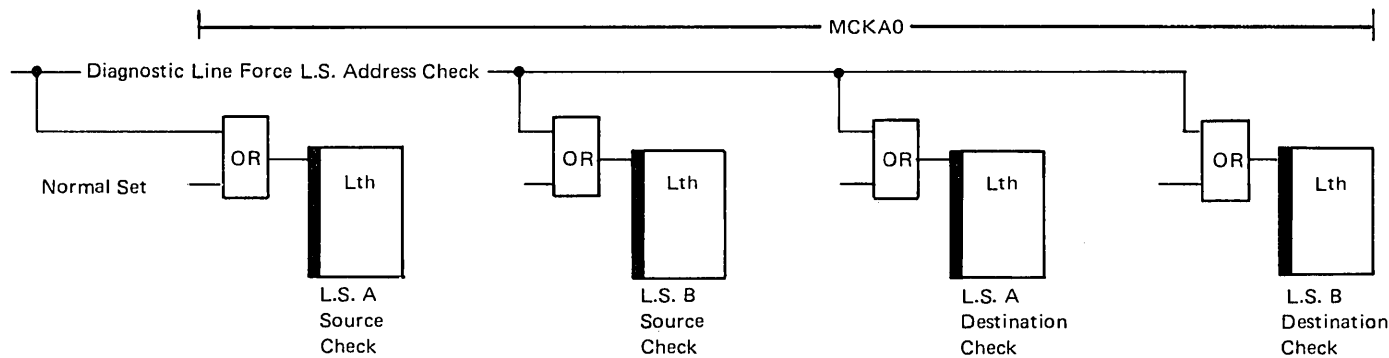 MCKA0
Diagnostic Line Force L.S. Address Check
OR
Lth
OR
Lth
OR
Lth
OR
Lth
Normal Set
L.S. A
Source
Check
L.S. B
Source
Check
L.S. A
Destination
Check
L.S. B
Destination
Check